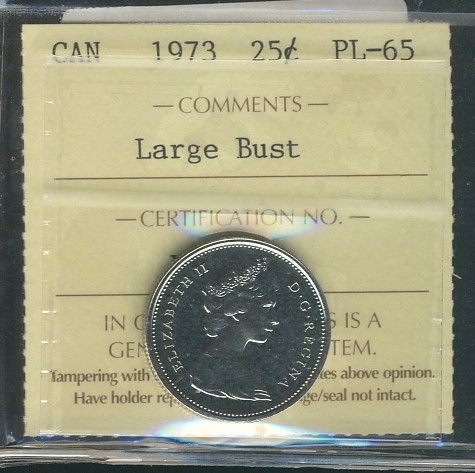 CAN 1973 25¢ PL-65
— COMMENTS —
Large Bust
— CERTIFICATION NO. —
ELIZABETH II D·G·REGINA
IN S IS A
GEN TEM.
Tampering with tes above opinion.
Have holder rep ge/seal not intact.